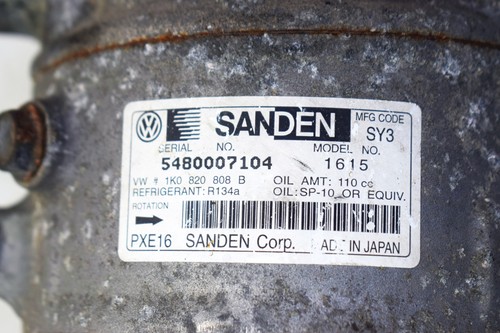 SANDEN
MFG CODE
SY3
SERIAL NO. MODEL NO.
5480007104 1615
VW # 1K0 820 808 B OIL AMT: 110 cc
REFRIGERANT: R134a OIL:SP-10 OR EQUIV.
ROTATION
PXE16 SANDEN Corp. MADE IN JAPAN